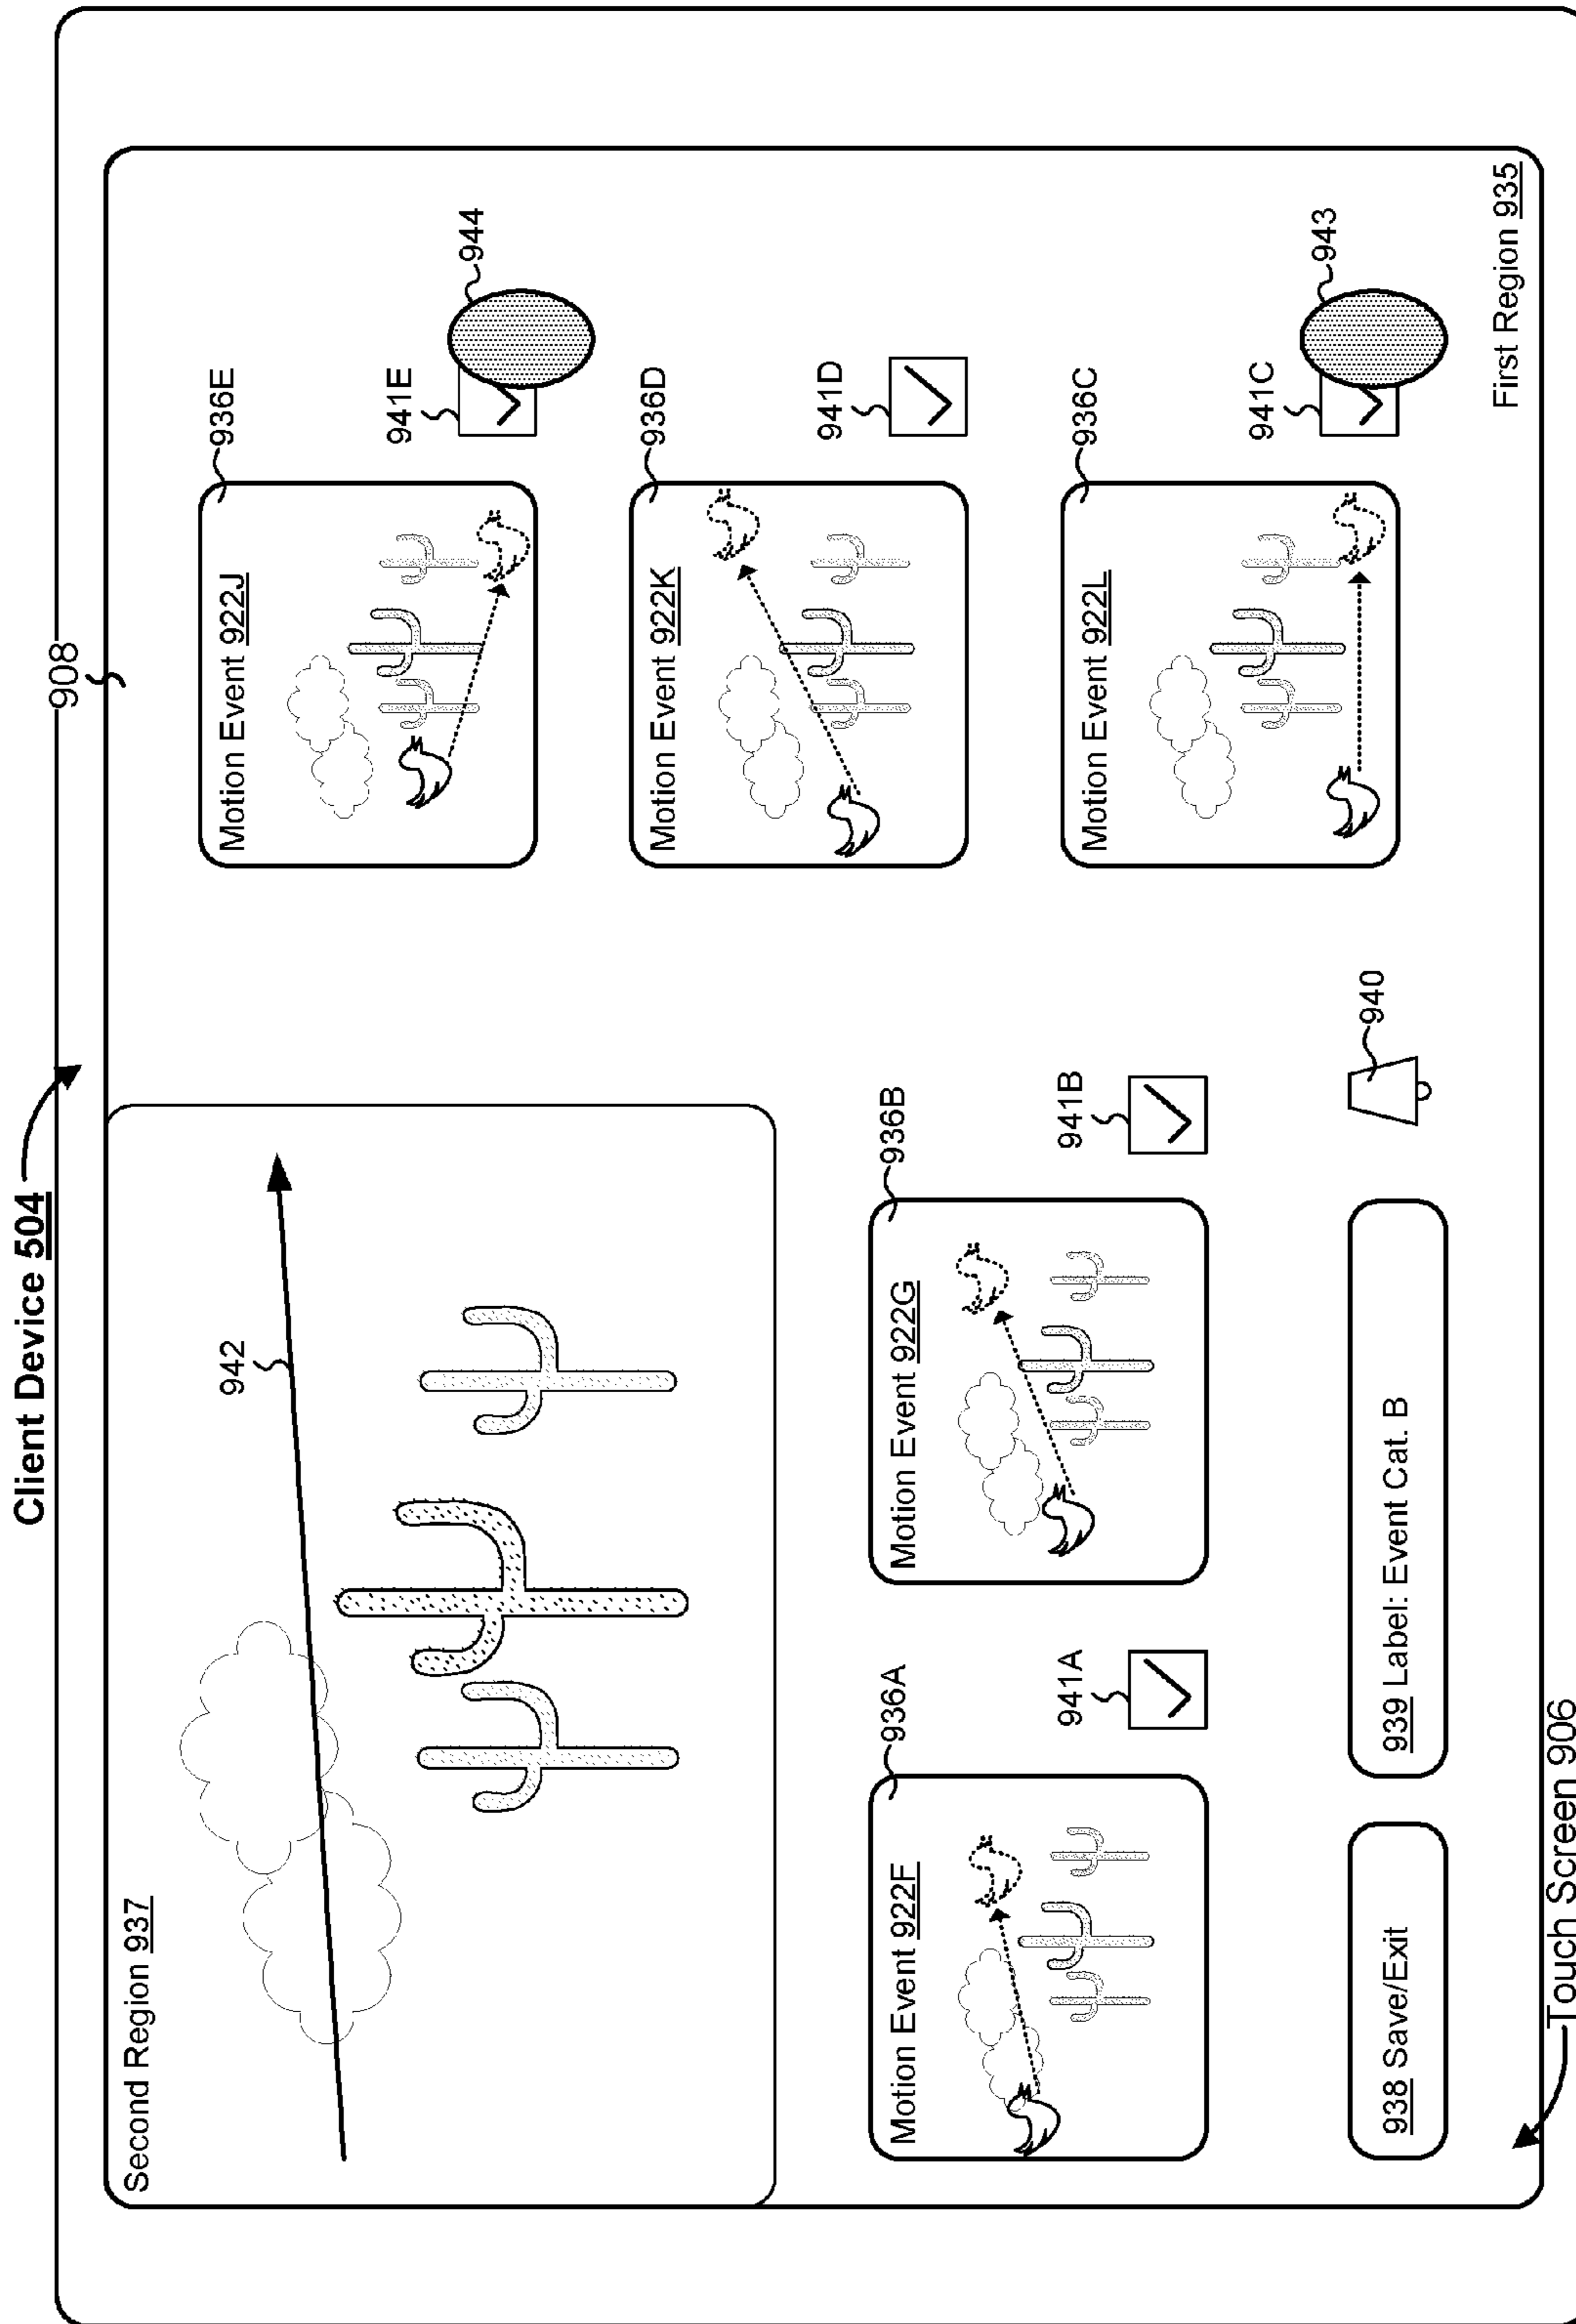 Client Device 504
908
Second Region 937
942
Motion Event 922J
936E
941E
944
Motion Event 922K
936D
941D
Motion Event 922F
936A
941A
Motion Event 922G
936B
941B
Motion Event 922L
936C
941C
943
938 Save/Exit
939 Label: Event Cat. B
940
First Region 935
Touch Screen 906